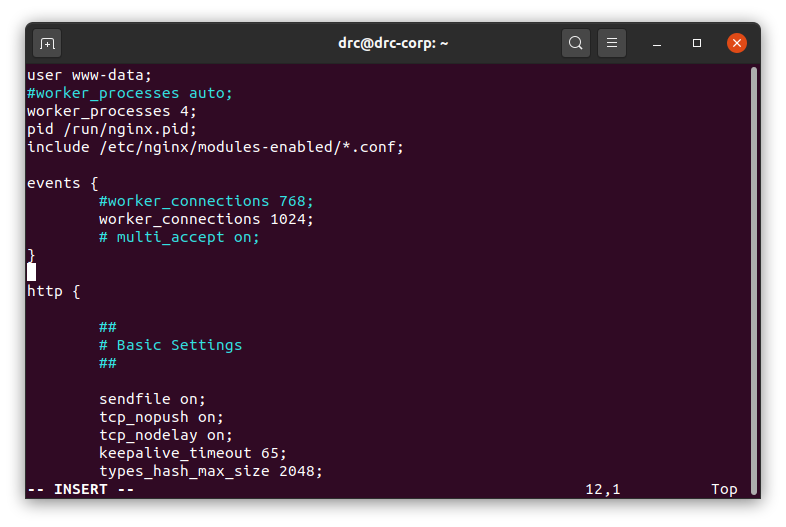 drc@drc-corp: ~
user www-data;
#worker_processes auto;
worker_processes 4;
pid /run/nginx.pid;
include /etc/nginx/modules-enabled/*.conf;
events {
#worker_connections 768;
worker_connections 1024;
# multi_accept on;
}
http {
##
# Basic Settings
##
sendfile on;
tcp_nopush on;
tcp_nodelay on;
keepalive_timeout 65;
types_hash_max_size 2048;
-- INSERT -- 12,1 Top